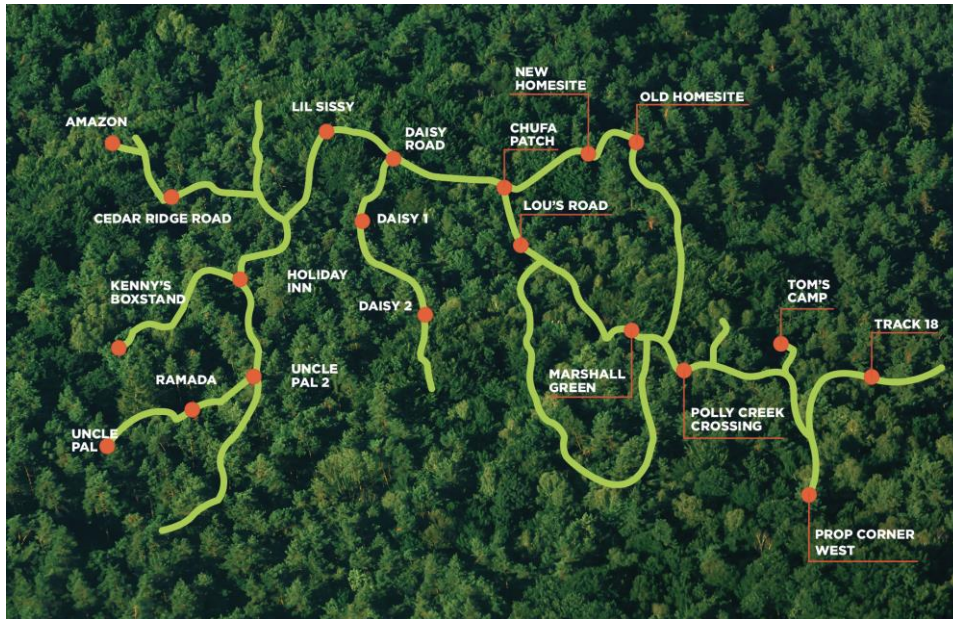 NEW
HOMESITE
OLD HOMESITE
LIL SISSY
AMAZON
DAISY
ROAD
CHUFA
PATCH
CEDAR RIDGE ROAD
LOU'S ROAD
DAISY 1
KENNY'S
BOXSTAND
HOLIDAY
INN
TOM'S
CAMP
DAISY 2
TRACK 18
RAMADA
UNCLE
PAL 2
MARSHALL
GREEN
POLLY CREEK
CROSSING
UNCLE
PAL
PROP CORNER
WEST